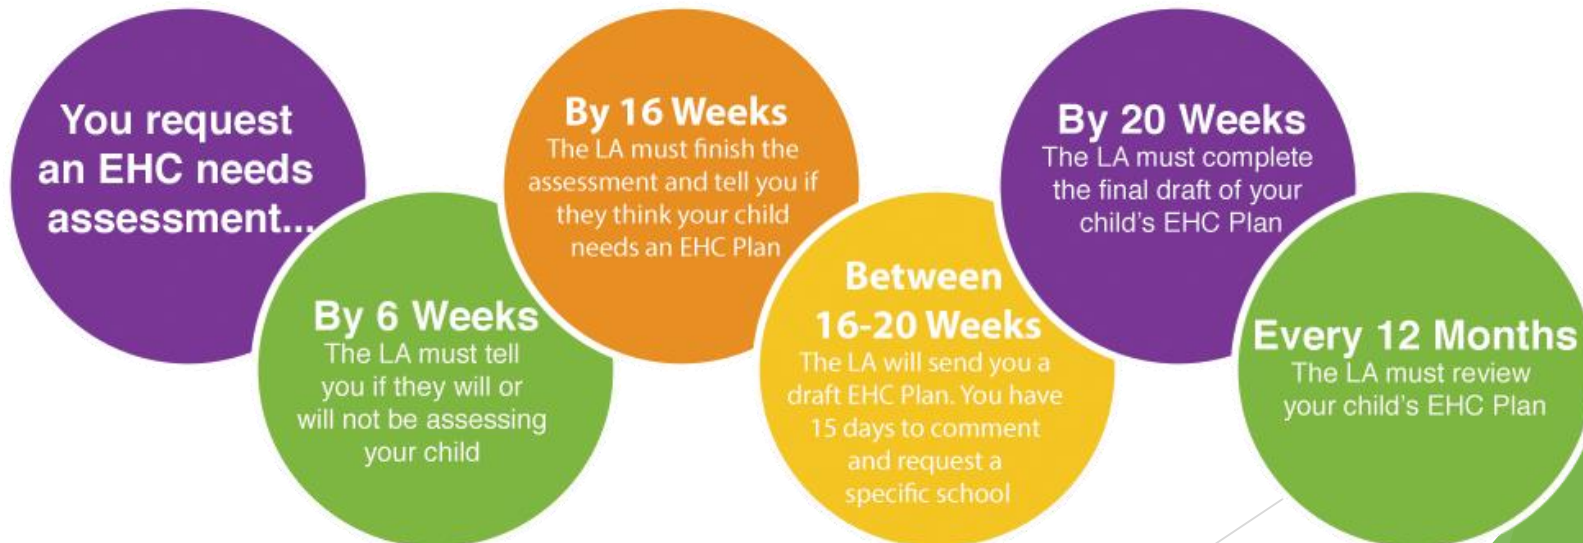 You request
an EHC needs
assessment...
By 6 Weeks
The LA must tell
you if they will or
will not be assessing
your child
By 16 Weeks
The LA must finish the
assessment and tell you if
they think your child
needs an EHC Plan
Between
16-20 Weeks
The LA will send you a
draft EHC Plan. You have
15 days to comment
and request a
specific school
By 20 Weeks
The LA must complete
the final draft of your
child's EHC Plan
Every 12 Months
The LA must review
your child's EHC Plan